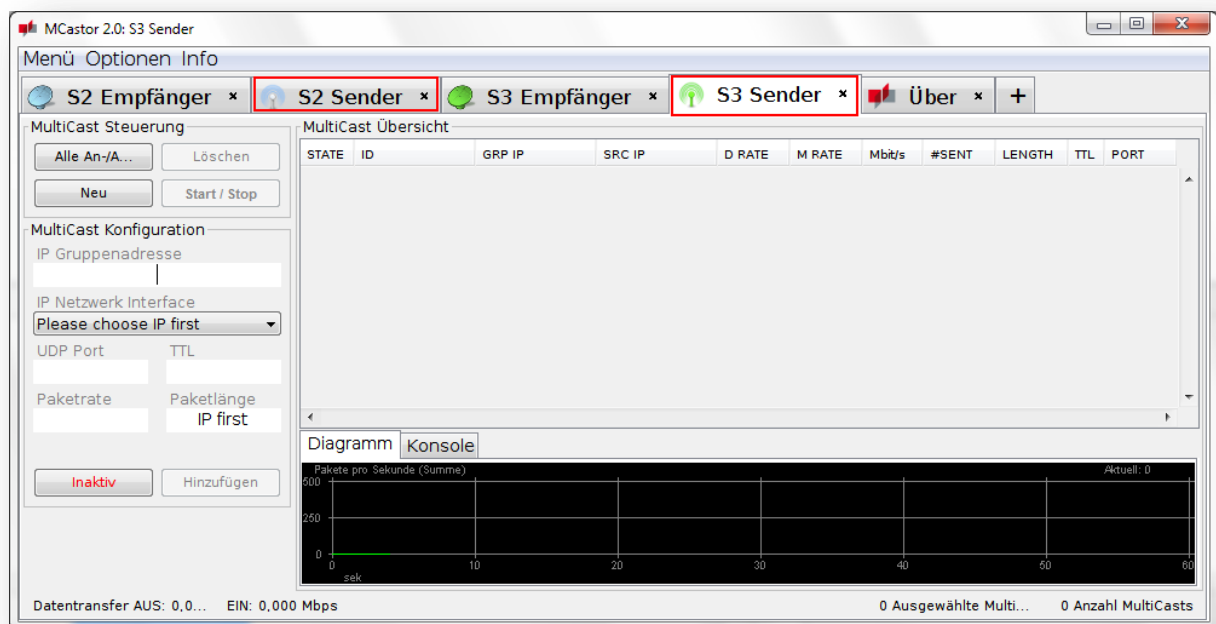 MCastor 2.0: S3 Sender
Menü Optionen Info
S2 Empfänger × S2 Sender × S3 Empfänger × S3 Sender × Über × +
MultiCast Steuerung
Alle An-/A... Löschen
Neu Start / Stop
MultiCast Konfiguration
IP Gruppenadresse
IP Netzwerk Interface
Please choose IP first
UDP Port TTL
Paketrate Paketlänge
IP first
Inaktiv Hinzufügen
MultiCast Übersicht
STATE ID GRP IP SRC IP D RATE M RATE Mbit/s #SENT LENGTH TTL PORT
Diagramm Konsole
Pakete pro Sekunde (Summe) Aktuell: 0
500
250
0
0 10 20 30 40 50 60
sek
Datentransfer AUS: 0,0... EIN: 0,000 Mbps 0 Ausgewählte Multi... 0 Anzahl MultiCasts